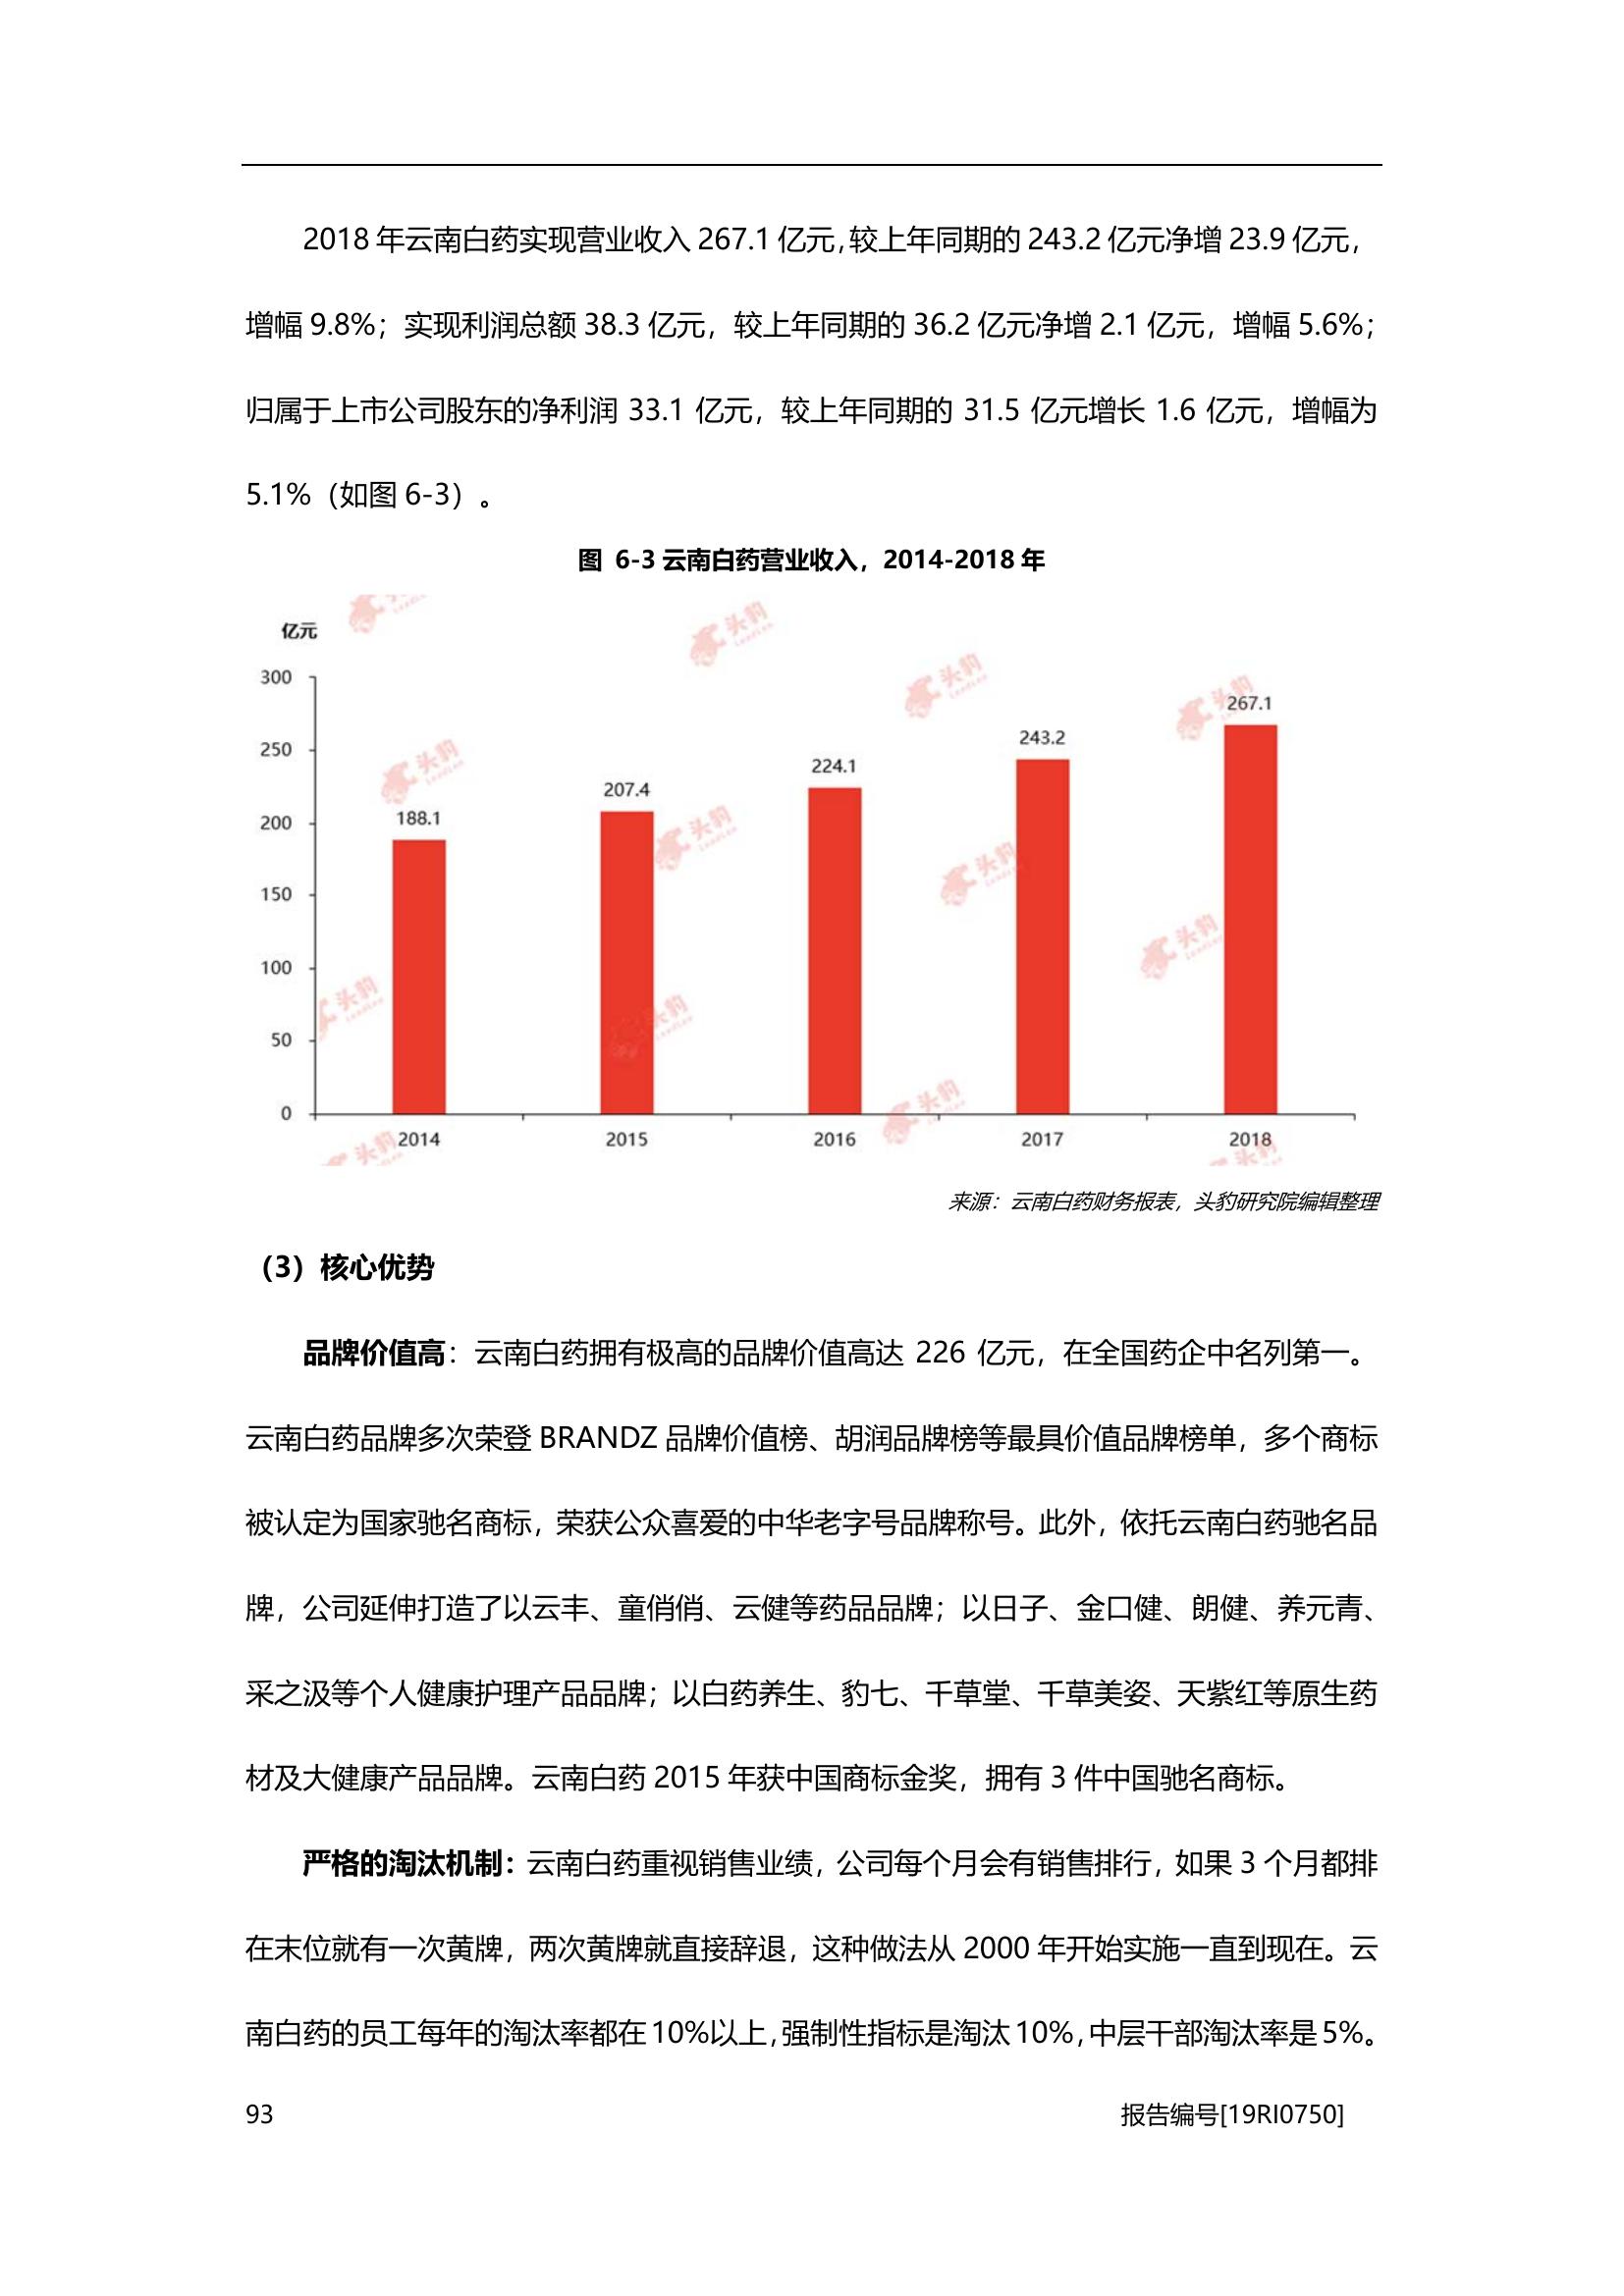 2018 年云南白药实现营业收入 267.1 亿元，较上年同期的 243.2 亿元净增 23.9 亿元，
增幅 9.8%；实现利润总额 38.3 亿元，较上年同期的 36.2 亿元净增 2.1 亿元，增幅 5.6%；
归属于上市公司股东的净利润 33.1 亿元，较上年同期的 31.5 亿元增长 1.6 亿元，增幅为
5.1%（如图 6-3）。
图 6-3 云南白药营业收入，2014-2018 年
亿元
300
250
200
150
100
50
0
188.1
207.4
224.1
243.2
267.1
2014
2015
2016
2017
2018
头豹
LeadLeo
来源：云南白药财务报表，头豹研究院编辑整理
（3）核心优势
品牌价值高：云南白药拥有极高的品牌价值高达 226 亿元，在全国药企中名列第一。
云南白药品牌多次荣登 BRANDZ 品牌价值榜、胡润品牌榜等最具价值品牌榜单，多个商标
被认定为国家驰名商标，荣获公众喜爱的中华老字号品牌称号。此外，依托云南白药驰名品
牌，公司延伸打造了以云丰、童俏俏、云健等药品品牌；以日子、金口健、朗健、养元青、
采之汲等个人健康护理产品品牌；以白药养生、豹七、千草堂、千草美姿、天紫红等原生药
材及大健康产品品牌。云南白药 2015 年获中国商标金奖，拥有 3 件中国驰名商标。
严格的淘汰机制：云南白药重视销售业绩，公司每个月会有销售排行，如果 3 个月都排
在末位就有一次黄牌，两次黄牌就直接辞退，这种做法从 2000 年开始实施一直到现在。云
南白药的员工每年的淘汰率都在 10%以上，强制性指标是淘汰 10%，中层干部淘汰率是 5%。
93
报告编号[19RI0750]